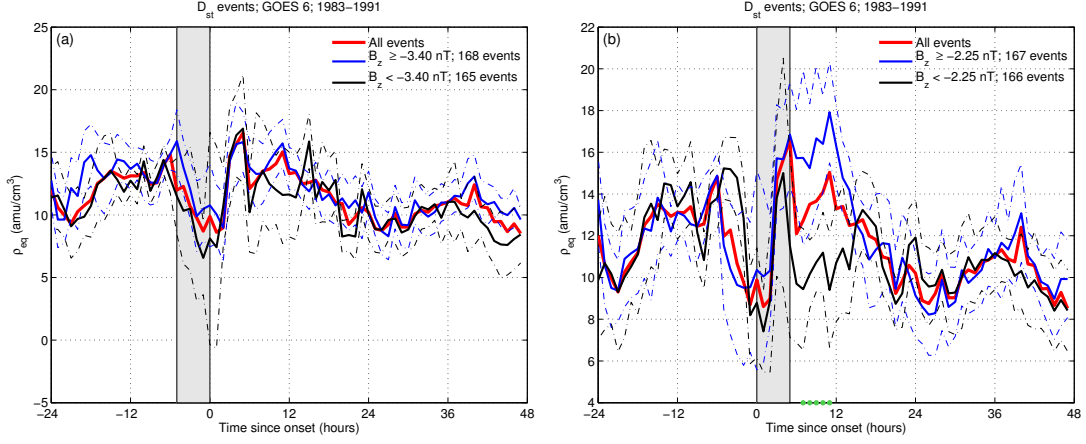 D_st events; GOES 6; 1983−1991
(a)
All events
B_z ≥ −3.40 nT; 168 events
B_z < −3.40 nT; 165 events
25
20
15
10
5
0
−5
ρ_eq (amu/cm^3)
−24
−12
0
12
24
36
48
Time since onset (hours)
D_st events; GOES 6; 1983−1991
(b)
All events
B_z ≥ −2.25 nT; 167 events
B_z < −2.25 nT; 166 events
22
20
18
16
14
12
10
8
6
4
ρ_eq (amu/cm^3)
−24
−12
0
12
24
36
48
Time since onset (hours)